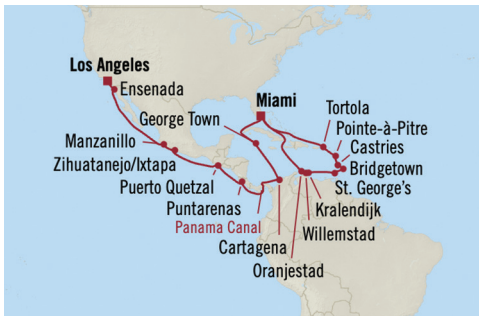 Los Angeles
Ensenada
Miami
George Town
Tortola
Pointe-à-Pitre
Castries
Manzanillo
Bridgetown
Zihuatanejo/Ixtapa
St. George's
Puerto Quetzal
Puntarenas
Kralendijk
Panama Canal
Willemstad
Cartagena
Oranjestad